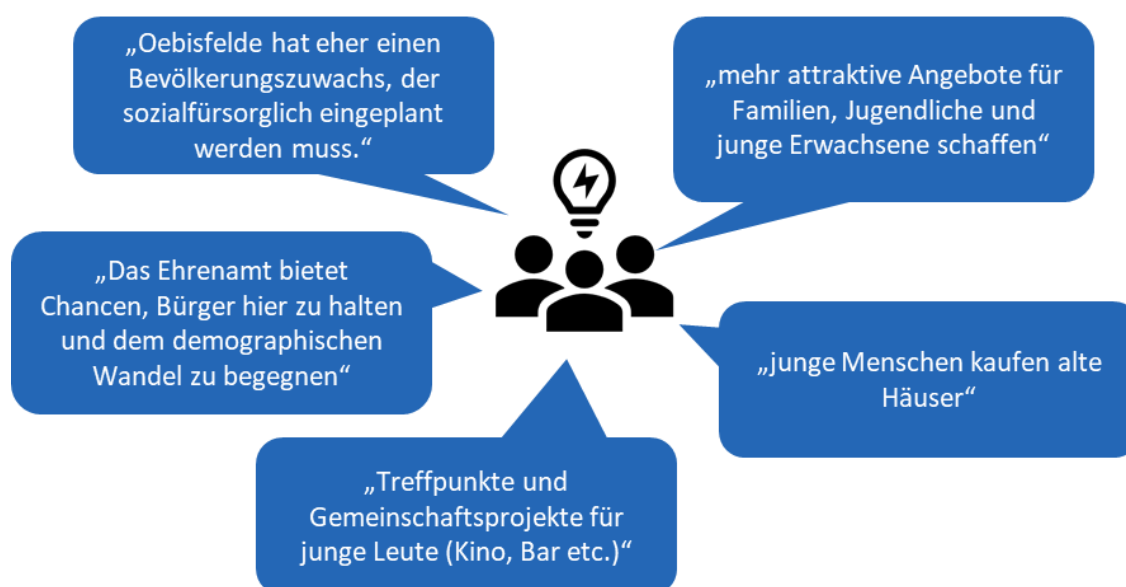 „Oebisfelde hat eher einen
Bevölkerungszuwachs, der
sozialfürsorglich eingeplant
werden muss.“
„mehr attraktive Angebote für
Familien, Jugendliche und
junge Erwachsene schaffen“
„Das Ehrenamt bietet
Chancen, Bürger hier zu halten
und dem demographischen
Wandel zu begegnen“
„junge Menschen kaufen alte
Häuser“
„Treffpunkte und
Gemeinschaftsprojekte für
junge Leute (Kino, Bar etc.)“